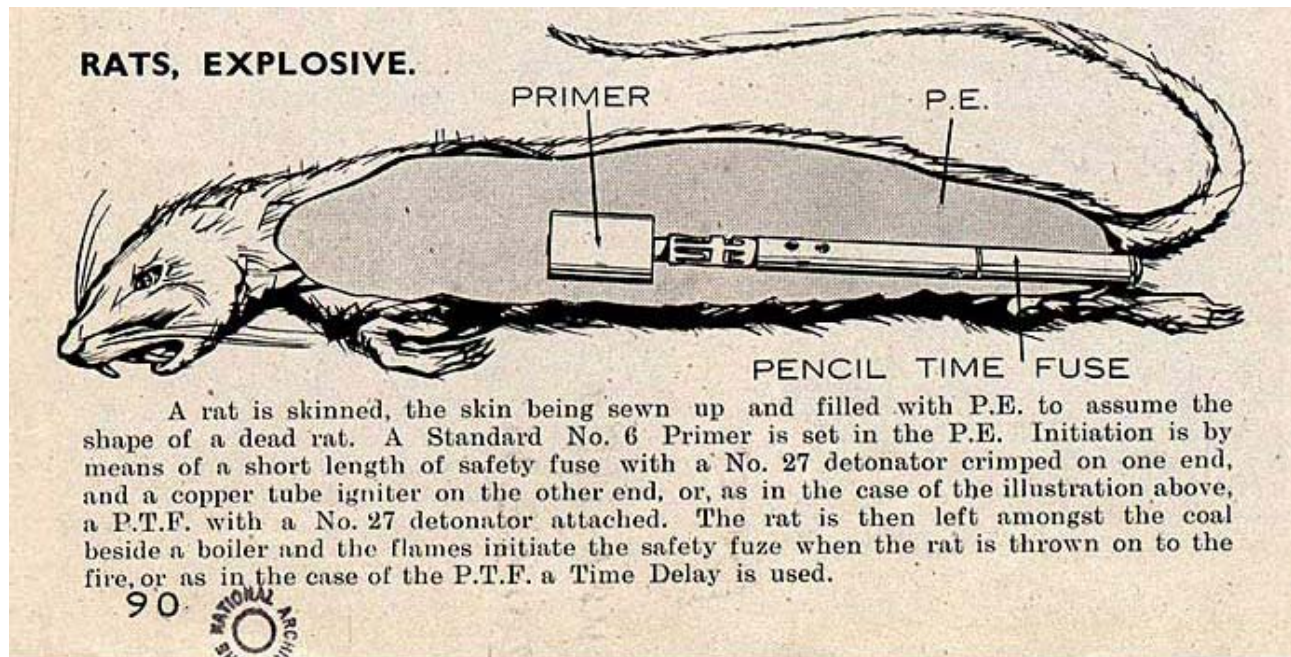 RATS, EXPLOSIVE.
PRIMER
P.E.
PENCIL TIME FUSE
A rat is skinned, the skin being sewn up and filled with P.E. to assume the
shape of a dead rat. A Standard No. 6 Primer is set in the P.E. Initiation is by
means of a short length of safety fuse with a No. 27 detonator crimped on one end,
and a copper tube igniter on the other end, or, as in the case of the illustration above,
a P.T.F. with a No. 27 detonator attached. The rat is then left amongst the coal
beside a boiler and the flames initiate the safety fuze when the rat is thrown on to the
fire, or as in the case of the P.T.F. a Time Delay is used.
90
NATIONAL